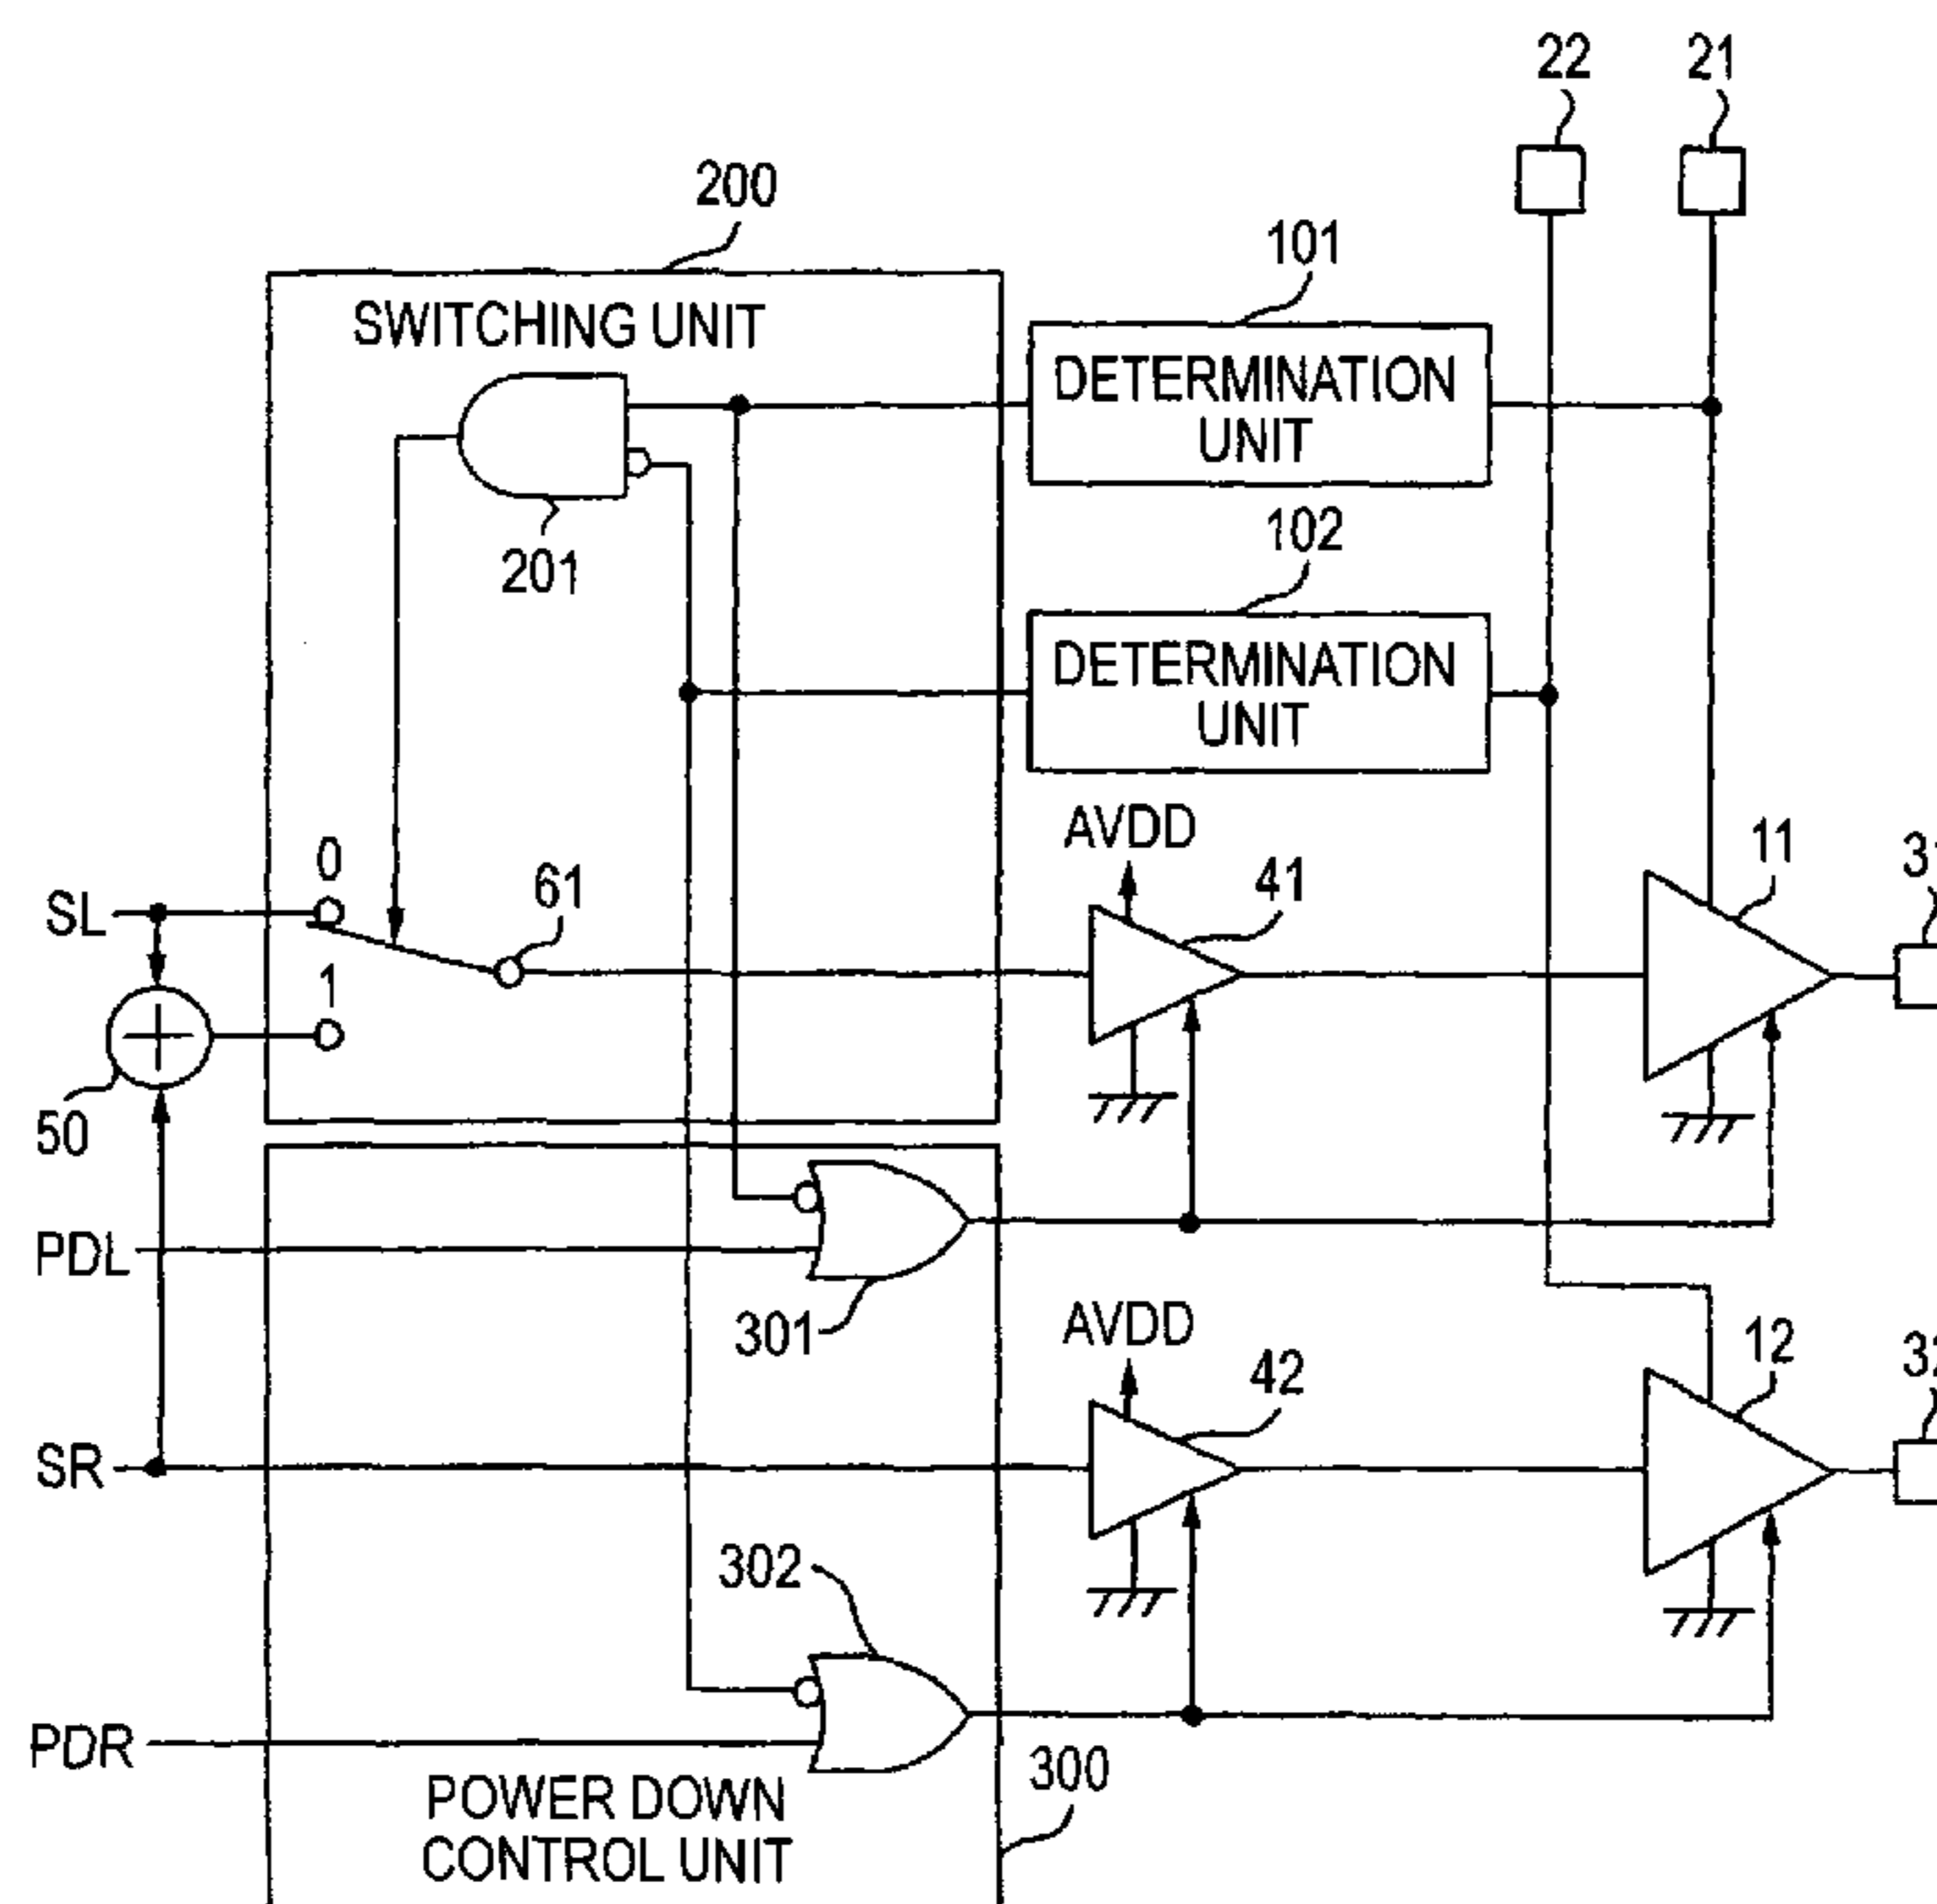 22
21
200
101
SWITCHING UNIT
DETERMINATION
UNIT
201
102
DETERMINATION
UNIT
0
61
SL
AVDD
41
11
1
50
PDL
301
AVDD
42
12
SR
302
PDR
300
POWER DOWN
CONTROL UNIT